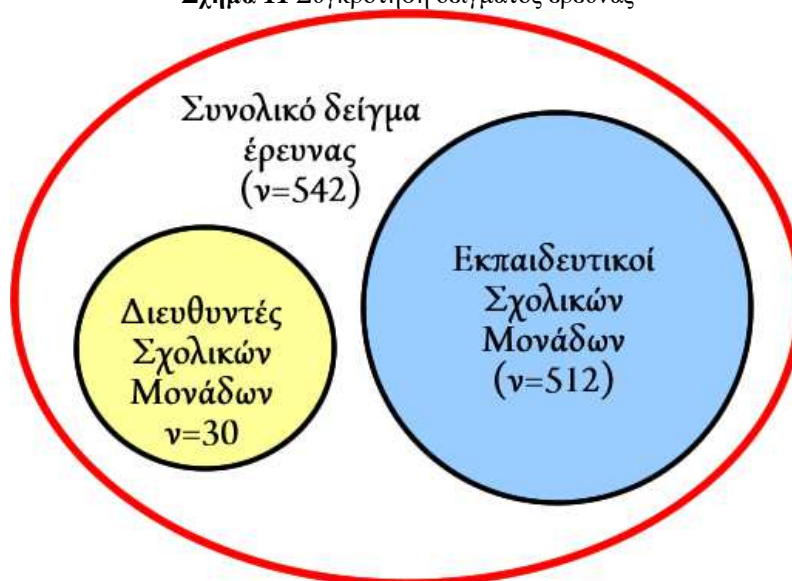 Συνολικό δείγμα
έρευνας
(ν=542)
Εκπαιδευτικοί
Σχολικών
Μονάδων
(ν=512)
Διευθυντές
Σχολικών
Μονάδων
ν=30